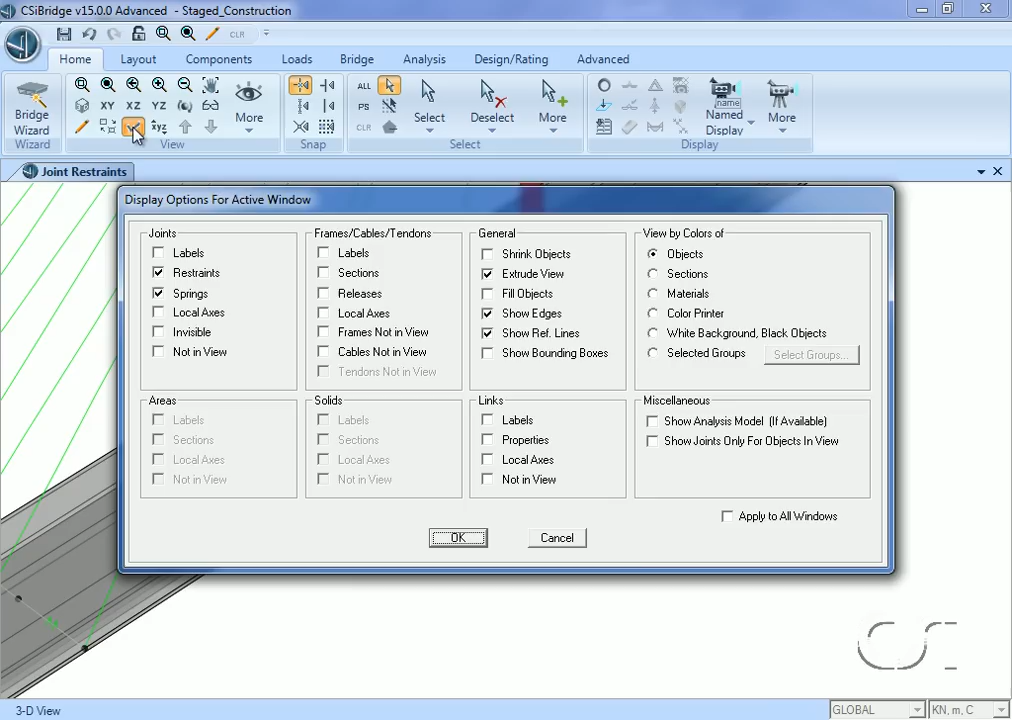 CSiBridge v15.0.0 Advanced - Staged_Construction
CLR
Home Layout Components Loads Bridge Analysis Design/Rating Advanced
Bridge Wizard
XY XZ YZ
xyz
More
ALL
PS
CLR
Select Deselect More
name
Named Display
More
Wizard View Snap Select Display
Joint Restraints
Display Options For Active Window
Joints
Labels
Restraints
Springs
Local Axes
Invisible
Not in View
Frames/Cables/Tendons
Labels
Sections
Releases
Local Axes
Frames Not in View
Cables Not in View
Tendons Not in View
General
Shrink Objects
Extrude View
Fill Objects
Show Edges
Show Ref. Lines
Show Bounding Boxes
View by Colors of
Objects
Sections
Materials
Color Printer
White Background, Black Objects
Selected Groups Select Groups...
Areas
Labels
Sections
Local Axes
Not in View
Solids
Labels
Sections
Local Axes
Not in View
Links
Labels
Properties
Local Axes
Not in View
Miscellaneous
Show Analysis Model (If Available)
Show Joints Only For Objects In View
Apply to All Windows
OK Cancel
CSI
3-D View GLOBAL KN, m, C